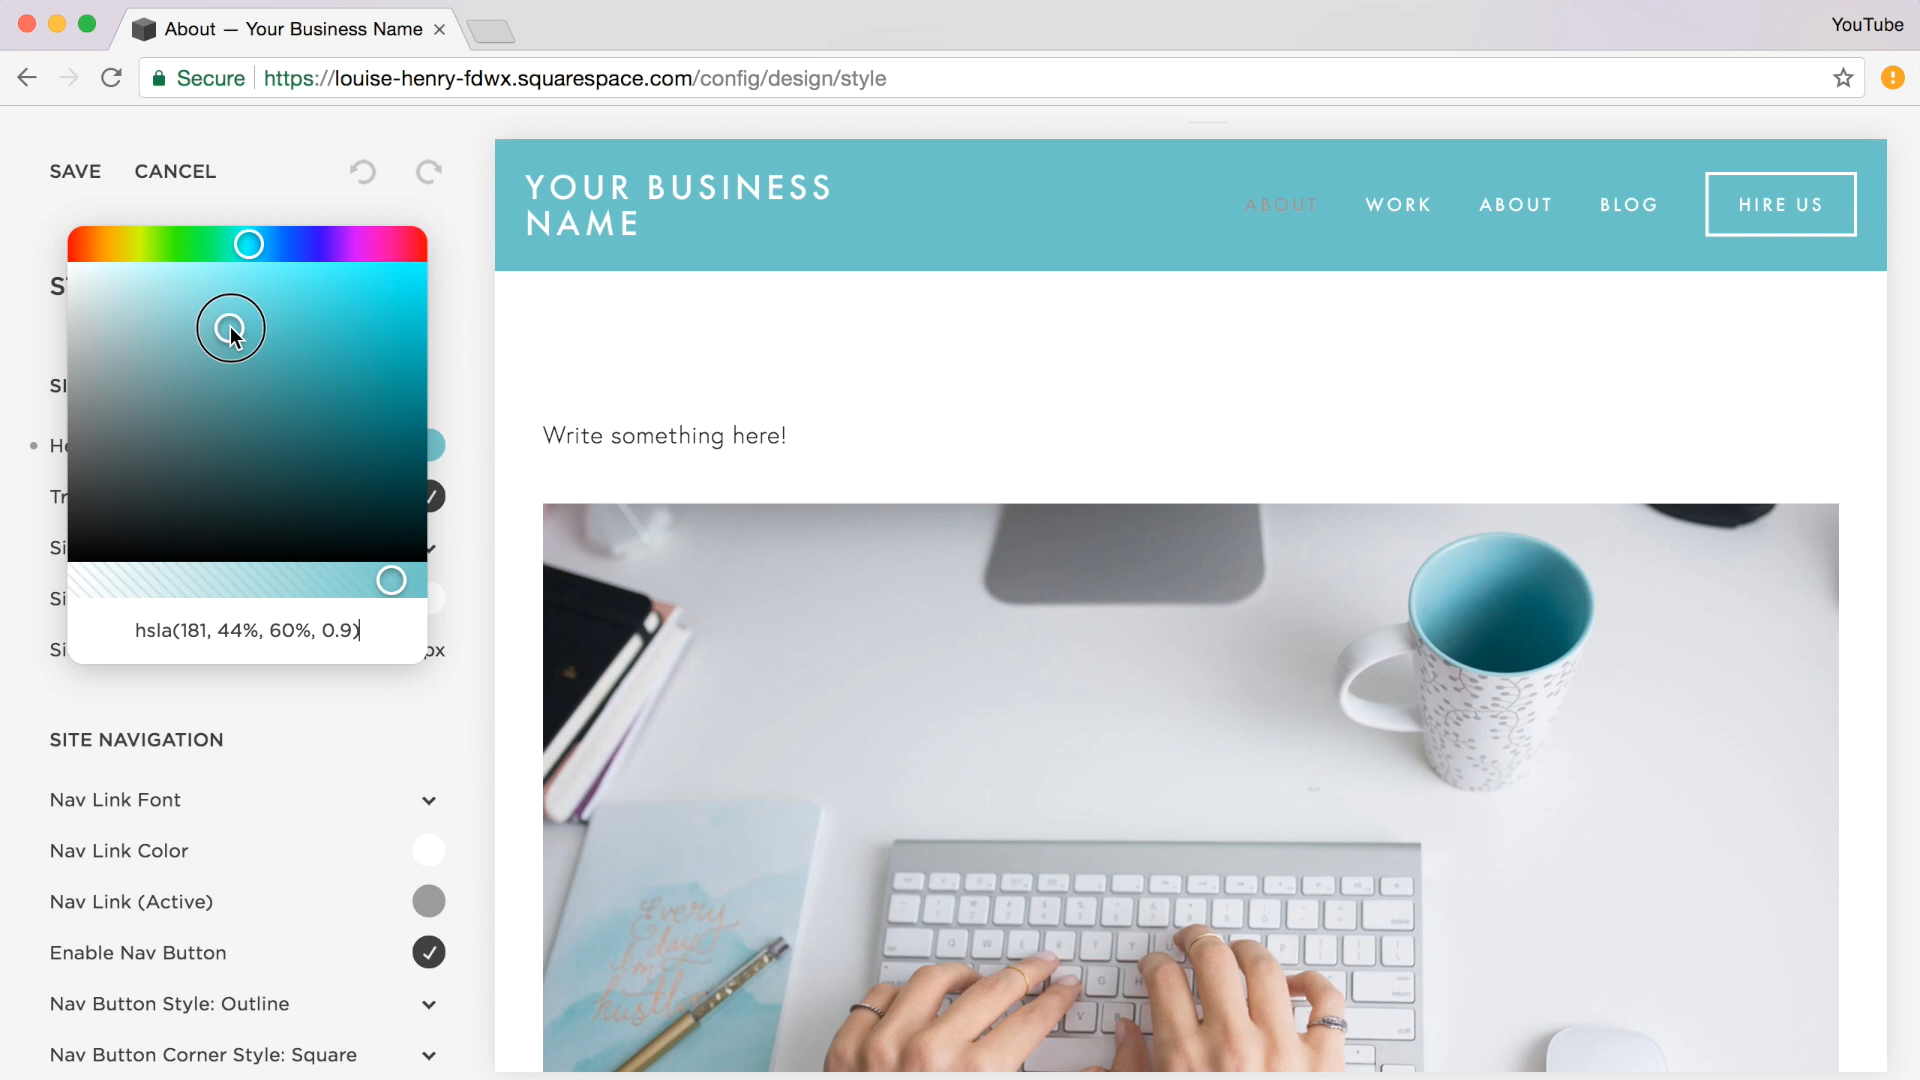 About — Your Business Name
YouTube
Secure
https://louise-henry-fdwx.squarespace.com/config/design/style
SAVE
CANCEL
hsla(181, 44%, 60%, 0.9)
px
SITE NAVIGATION
Nav Link Font
Nav Link Color
Nav Link (Active)
Enable Nav Button
Nav Button Style: Outline
Nav Button Corner Style: Square
YOUR BUSINESS
NAME
ABOUT
WORK
ABOUT
BLOG
HIRE US
Write something here!
Every
day
I'm
hustlin